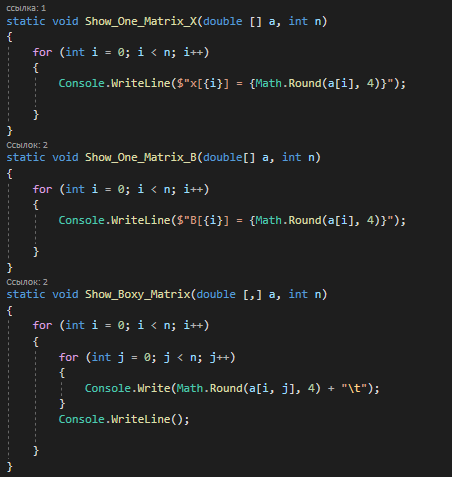 ссылка: 1
static void Show_One_Matrix_X(double [] a, int n)
{
    for (int i = 0; i < n; i++)
    {
        Console.WriteLine($"x[{i}] = {Math.Round(a[i], 4)}");

    }
}
Ссылок: 2
static void Show_One_Matrix_B(double[] a, int n)
{
    for (int i = 0; i < n; i++)
    {
        Console.WriteLine($"B[{i}] = {Math.Round(a[i], 4)}");

    }
}
Ссылок: 2
static void Show_Boxy_Matrix(double [,] a, int n)
{
    for (int i = 0; i < n; i++)
    {
        for (int j = 0; j < n; j++)
        {
            Console.Write(Math.Round(a[i, j], 4) + "\t");
        }
        Console.WriteLine();

    }
}